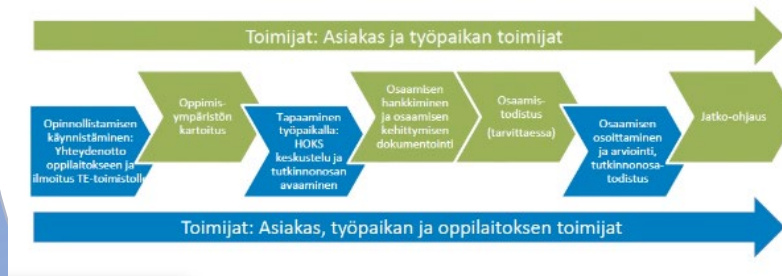 Toimijat: Asiakas ja työpaikan toimijat
Opinnollistamisen
käynnistäminen:
Yhteydenotto
oppilaitokseen ja
ilmoitus TE-toimistolle
Oppimis-
ympäristön
kartoitus
Tapaaminen
työpaikalla:
HOKS
keskustelu ja
tutkinnonosan
avaaminen
Osaamisen
hankkiminen
ja osaamisen
kehittymisen
dokumentointi
Osaamis-
todistus
(tarvittaessa)
Osaamisen
osoittaminen
ja arviointi,
tutkinnonosa-
todistus
Jatko-ohjaus
Toimijat: Asiakas, työpaikan ja oppilaitoksen toimijat